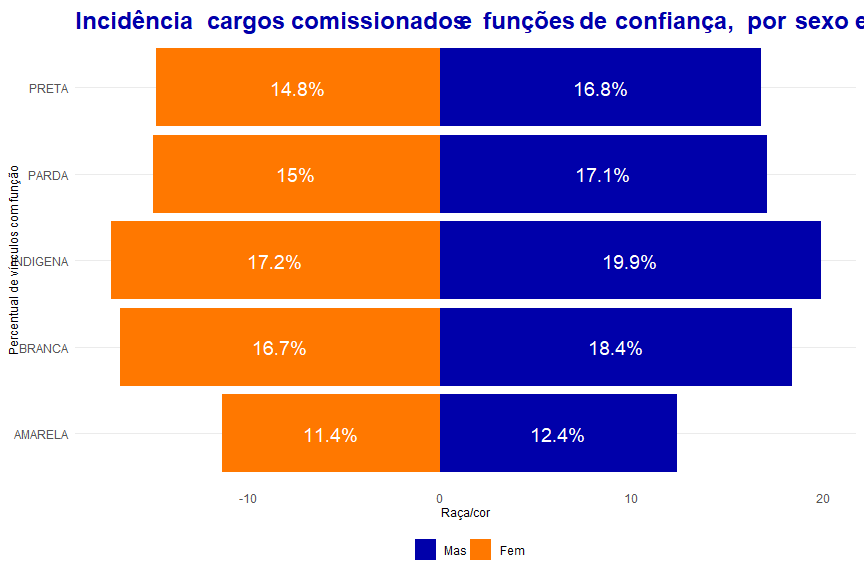 Incidência cargos comissionados e funções de confiança, por sexo e
PRETA
14.8%
16.8%
PARDA
15%
17.1%
Percentual de vínculos com função
INDIGENA
17.2%
19.9%
BRANCA
16.7%
18.4%
AMARELA
11.4%
12.4%
-10
0
10
20
Raça/cor
Mas
Fem